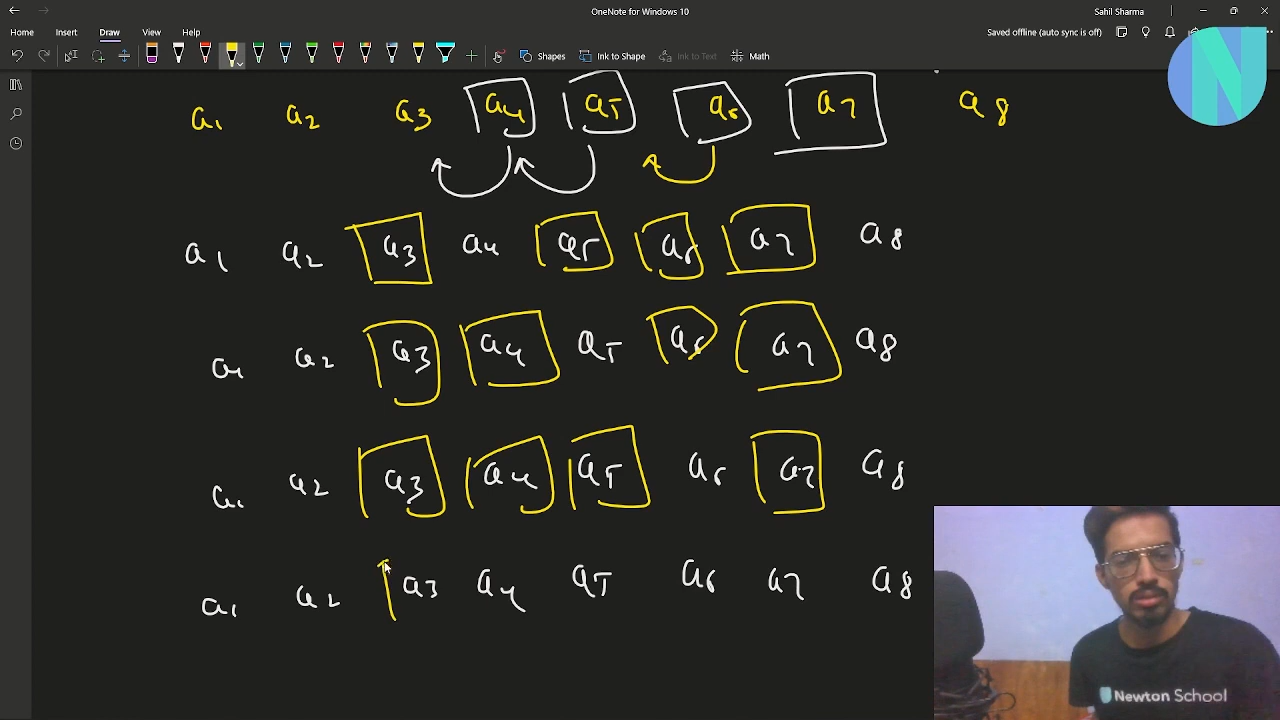 OneNote for Windows 10
Sahil Sharma
Home Insert Draw View Help
Saved offline (auto sync is off)
Shapes Ink to Shape Ink to Text Math
a1 a2 a3 a4 a5 a6 a7 a8
a1 a2 a3 a4 a5 a6 a7 a8
a1 a2 a3 a4 a5 a6 a7 a8
a1 a2 a3 a4 a5 a6 a7 a8
a1 a2 a3 a4 a5 a6 a7 a8
N
Newton School